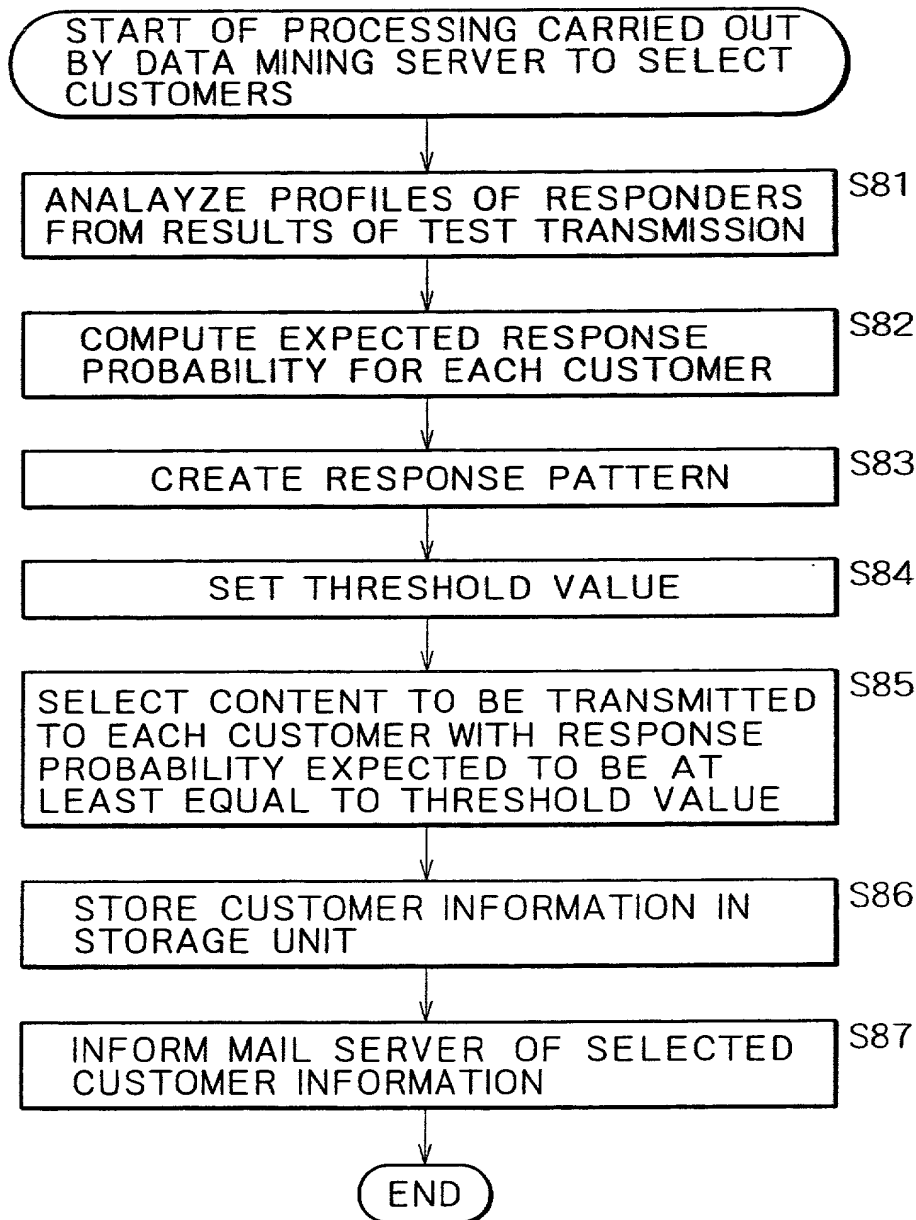 START OF PROCESSING CARRIED OUT
BY DATA MINING SERVER TO SELECT
CUSTOMERS
S81
ANALAYZE PROFILES OF RESPONDERS
FROM RESULTS OF TEST TRANSMISSION
S82
COMPUTE EXPECTED RESPONSE
PROBABILITY FOR EACH CUSTOMER
S83
CREATE RESPONSE PATTERN
S84
SET THRESHOLD VALUE
S85
SELECT CONTENT TO BE TRANSMITTED
TO EACH CUSTOMER WITH RESPONSE
PROBABILITY EXPECTED TO BE AT
LEAST EQUAL TO THRESHOLD VALUE
S86
STORE CUSTOMER INFORMATION IN
STORAGE UNIT
S87
INFORM MAIL SERVER OF SELECTED
CUSTOMER INFORMATION
END